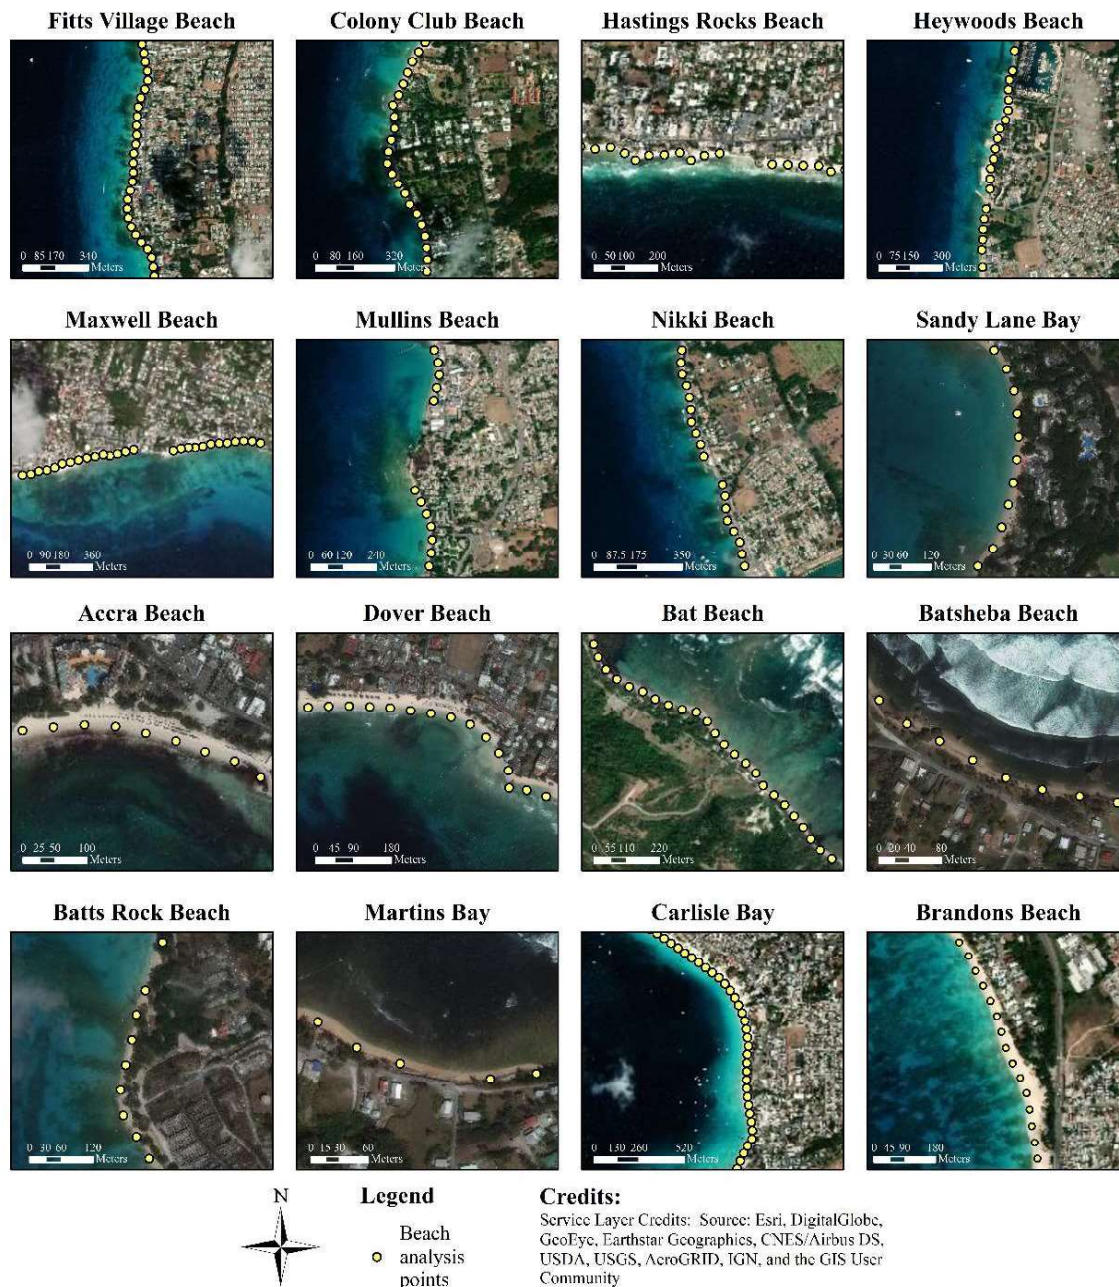 Fitts Village Beach
Colony Club Beach
Hastings Rocks Beach
Heywoods Beach
0 85 170 340
Meters
0 80 160 320
Meters
0 50 100 200
Meters
0 75 150 300
Meters
Maxwell Beach
Mullins Beach
Nikki Beach
Sandy Lane Bay
0 90 180 360
Meters
0 60 120 240
Meters
0 87.5 175 350
Meters
0 30 60 120
Meters
Accra Beach
Dover Beach
Bat Beach
Batsheba Beach
0 25 50 100
Meters
0 45 90 180
Meters
0 55 110 220
Meters
0 20 40 80
Meters
Batts Rock Beach
Martins Bay
Carlisle Bay
Brandons Beach
0 30 60 120
Meters
0 15 30 60
Meters
0 130 260 520
Meters
0 45 90 180
Meters
N
Legend
Beach
analysis
points
Credits:
Service Layer Credits: Source: Esri, DigitalGlobe,
GeoEye, Earthstar Geographics, CNES/Airbus DS,
USDA, USGS, AeroGRID, IGN, and the GIS User
Community